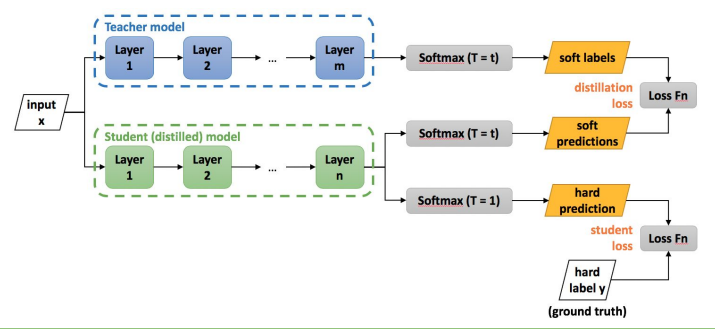 Teacher model
Layer
1
Layer
2
...
Layer
m
Softmax (T = t)
soft labels
input
x
distillation
loss
Loss Fn
Student (distilled) model
Layer
1
Layer
2
...
Layer
n
Softmax (T = t)
soft
predictions
Softmax (T = 1)
hard
prediction
student
loss
Loss Fn
hard
label y
(ground truth)